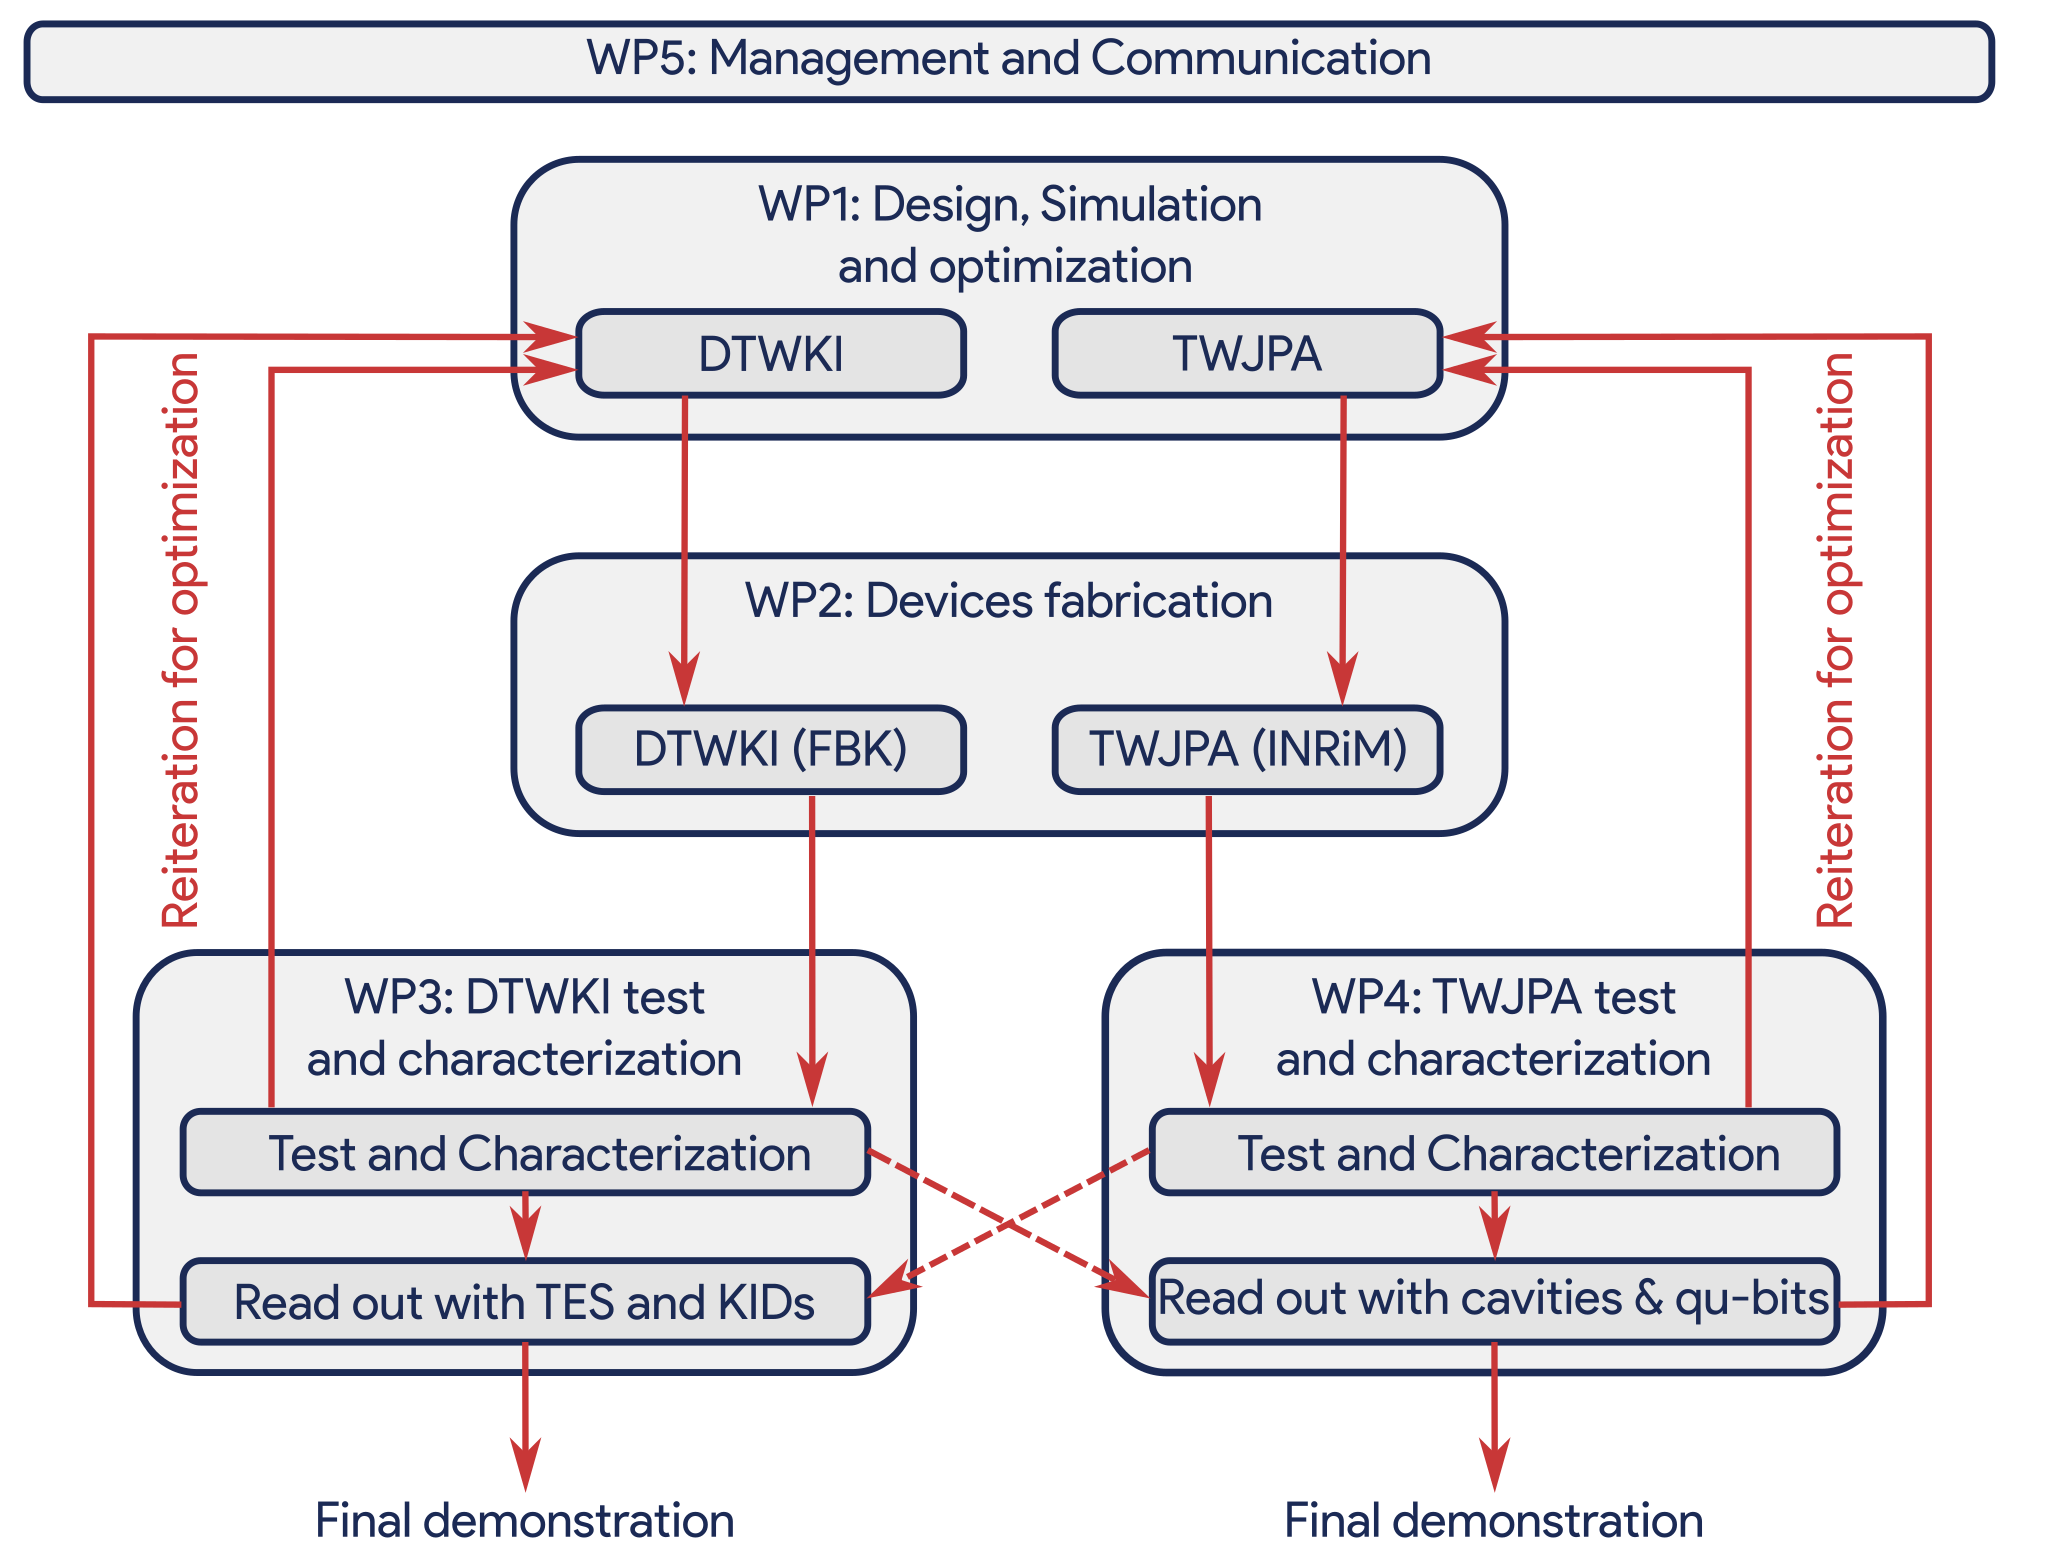 WP5: Management and Communication
WP1: Design, Simulation
and optimization
DTWKI
TWJPA
Reiteration for optimization
Reiteration for optimization
WP2: Devices fabrication
DTWKI (FBK)
TWJPA (INRiM)
WP3: DTWKI test
and characterization
Test and Characterization
Read out with TES and KIDs
Final demonstration
WP4: TWJPA test
and characterization
Test and Characterization
Read out with cavities & qu-bits
Final demonstration